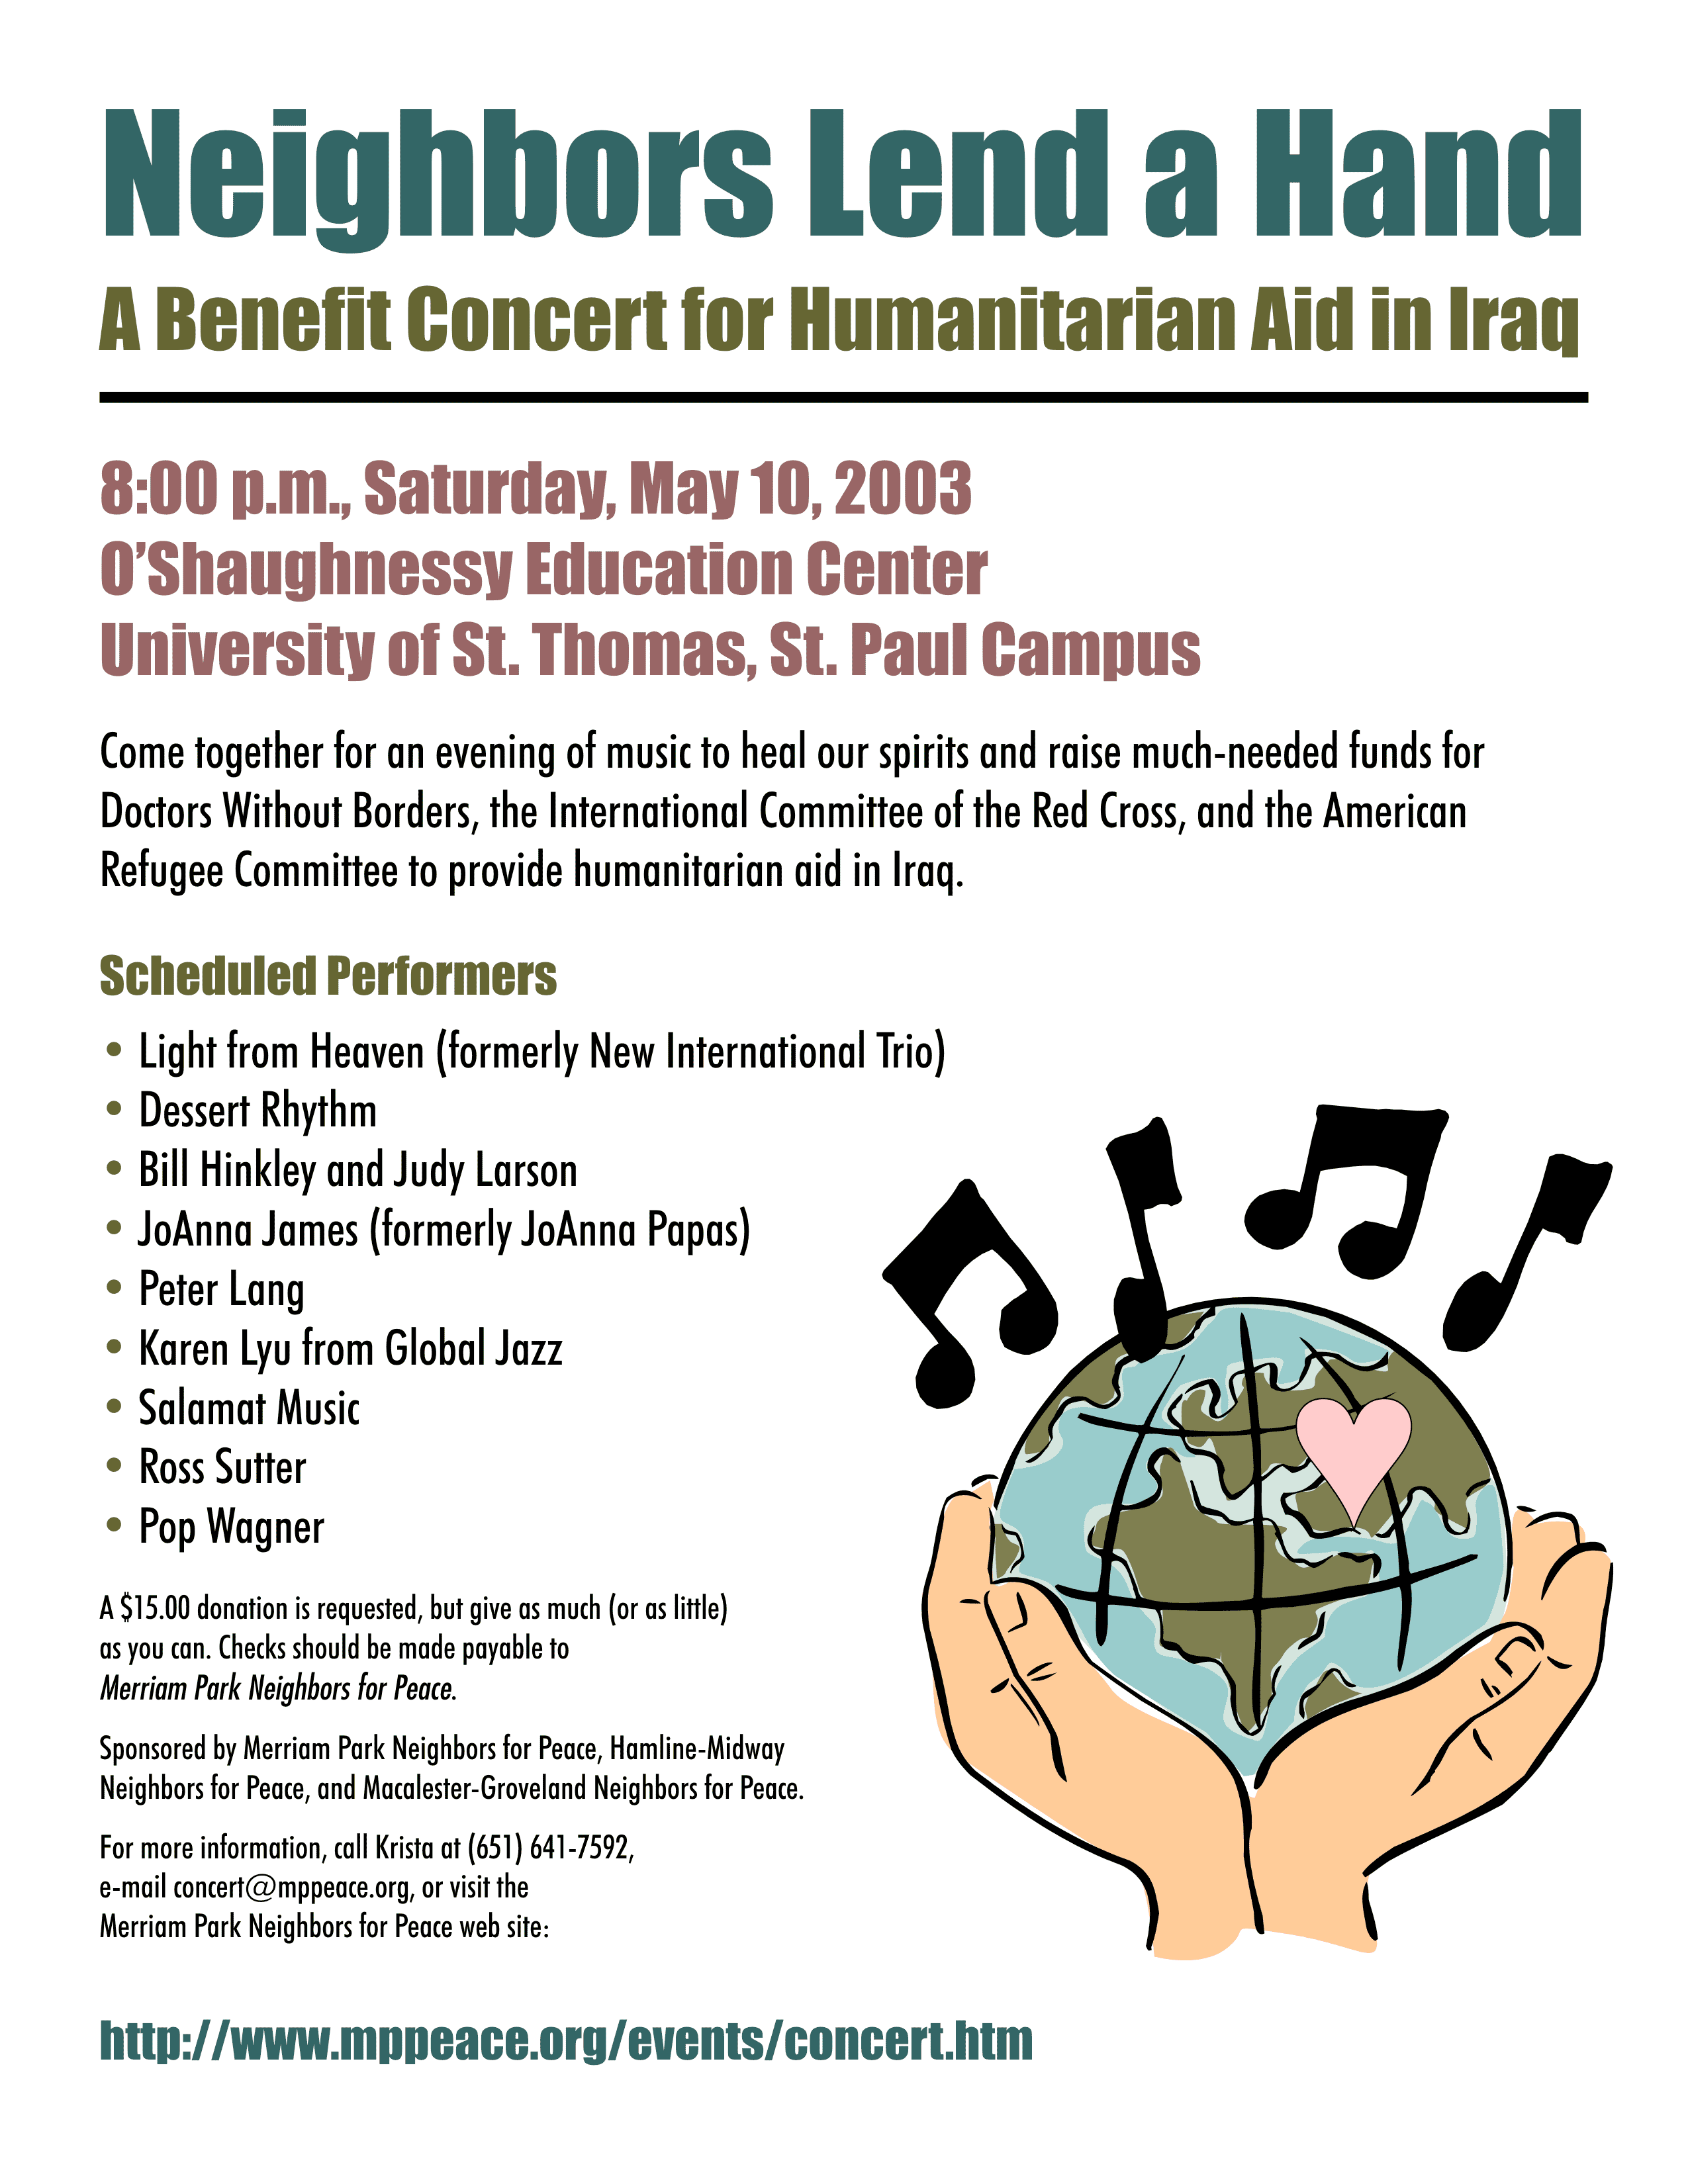 Neighbors Lend a Hand
A Benefit Concert for Humanitarian Aid in Iraq
8:00 p.m., Saturday, May 10, 2003
O’Shaughnessy Education Center
University of St. Thomas, St. Paul Campus
Come together for an evening of music to heal our spirits and raise much-needed funds for
Doctors Without Borders, the International Committee of the Red Cross, and the American
Refugee Committee to provide humanitarian aid in Iraq.
Scheduled Performers
• Light from Heaven (formerly New International Trio)
• Dessert Rhythm
• Bill Hinkley and Judy Larson
• JoAnna James (formerly JoAnna Papas)
• Peter Lang
• Karen Lyu from Global Jazz
• Salamat Music
• Ross Sutter
• Pop Wagner
A $15.00 donation is requested, but give as much (or as little)
as you can. Checks should be made payable to
Merriam Park Neighbors for Peace.
Sponsored by Merriam Park Neighbors for Peace, Hamline-Midway
Neighbors for Peace, and Macalester-Groveland Neighbors for Peace.
For more information, call Krista at (651) 641-7592,
e-mail concert@mppeace.org, or visit the
Merriam Park Neighbors for Peace web site:
http://www.mppeace.org/events/concert.htm